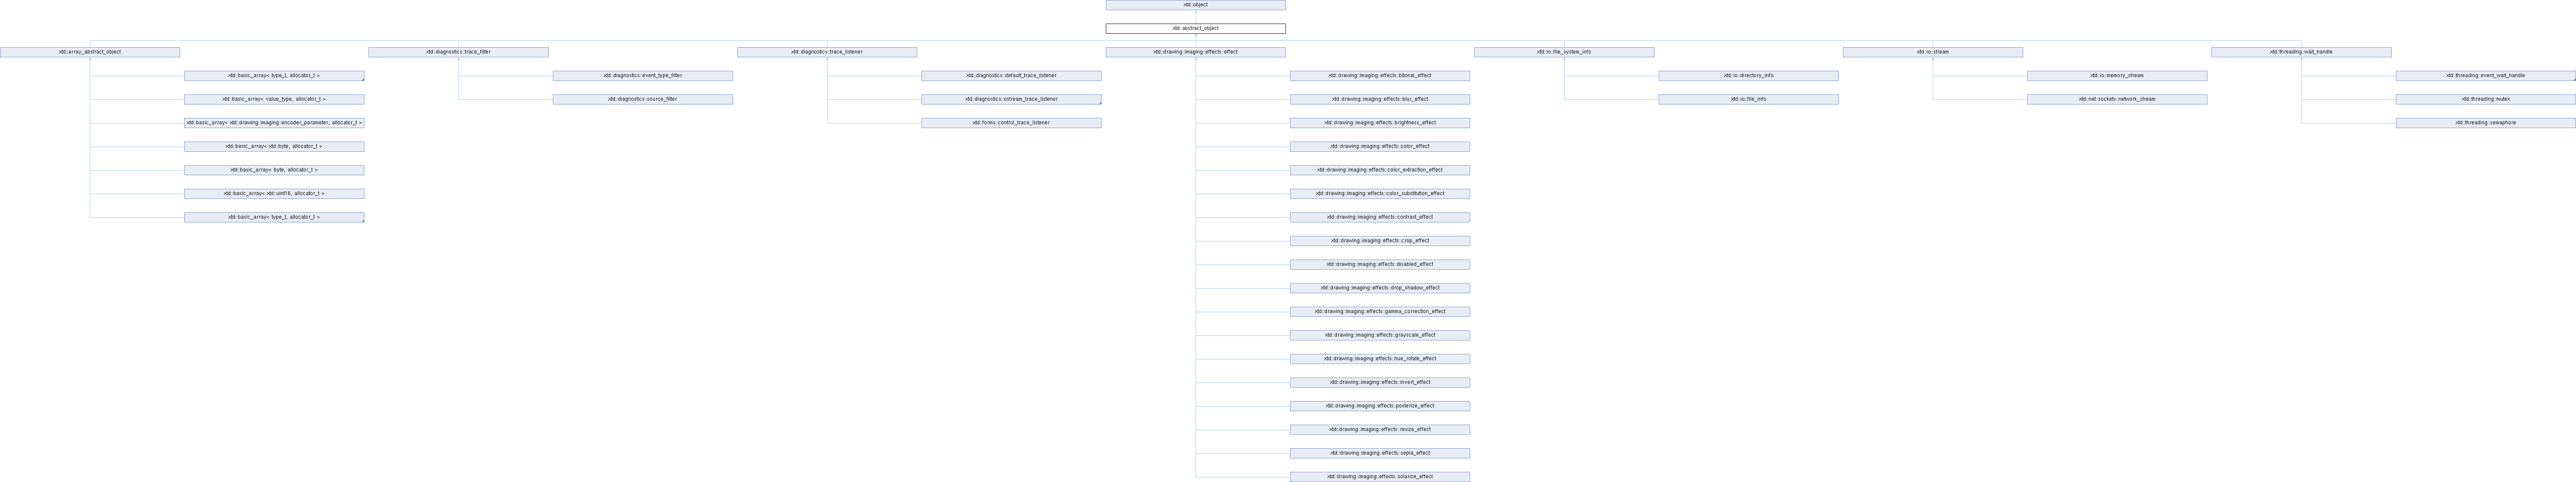 xtd::object
xtd::abstract_object
xtd::array_abstract_object
xtd::diagnostics::trace_filter
xtd::diagnostics::trace_listener
xtd::drawing::imaging::effects::effect
xtd::io::file_system_info
xtd::io::stream
xtd::threading::wait_handle
xtd::basic_array< type_t, allocator_t >
xtd::basic_array< value_type, allocator_t >
xtd::basic_array< xtd::drawing::imaging::encoder_parameter, allocator_t >
xtd::basic_array< xtd::byte, allocator_t >
xtd::basic_array< byte, allocator_t >
xtd::basic_array< xtd::uint16, allocator_t >
xtd::basic_array< type_t, allocator_t >
xtd::diagnostics::event_type_filter
xtd::diagnostics::source_filter
xtd::diagnostics::default_trace_listener
xtd::diagnostics::ostream_trace_listener
xtd::forms::control_trace_listener
xtd::drawing::imaging::effects::bitonal_effect
xtd::drawing::imaging::effects::blur_effect
xtd::drawing::imaging::effects::brightness_effect
xtd::drawing::imaging::effects::color_effect
xtd::drawing::imaging::effects::color_extraction_effect
xtd::drawing::imaging::effects::color_substitution_effect
xtd::drawing::imaging::effects::contrast_effect
xtd::drawing::imaging::effects::crop_effect
xtd::drawing::imaging::effects::disabled_effect
xtd::drawing::imaging::effects::drop_shadow_effect
xtd::drawing::imaging::effects::gamma_correction_effect
xtd::drawing::imaging::effects::grayscale_effect
xtd::drawing::imaging::effects::hue_rotate_effect
xtd::drawing::imaging::effects::invert_effect
xtd::drawing::imaging::effects::posterize_effect
xtd::drawing::imaging::effects::resize_effect
xtd::drawing::imaging::effects::sepia_effect
xtd::drawing::imaging::effects::solarize_effect
xtd::io::directory_info
xtd::io::file_info
xtd::io::memory_stream
xtd::net::sockets::network_stream
xtd::threading::event_wait_handle
xtd::threading::mutex
xtd::threading::semaphore